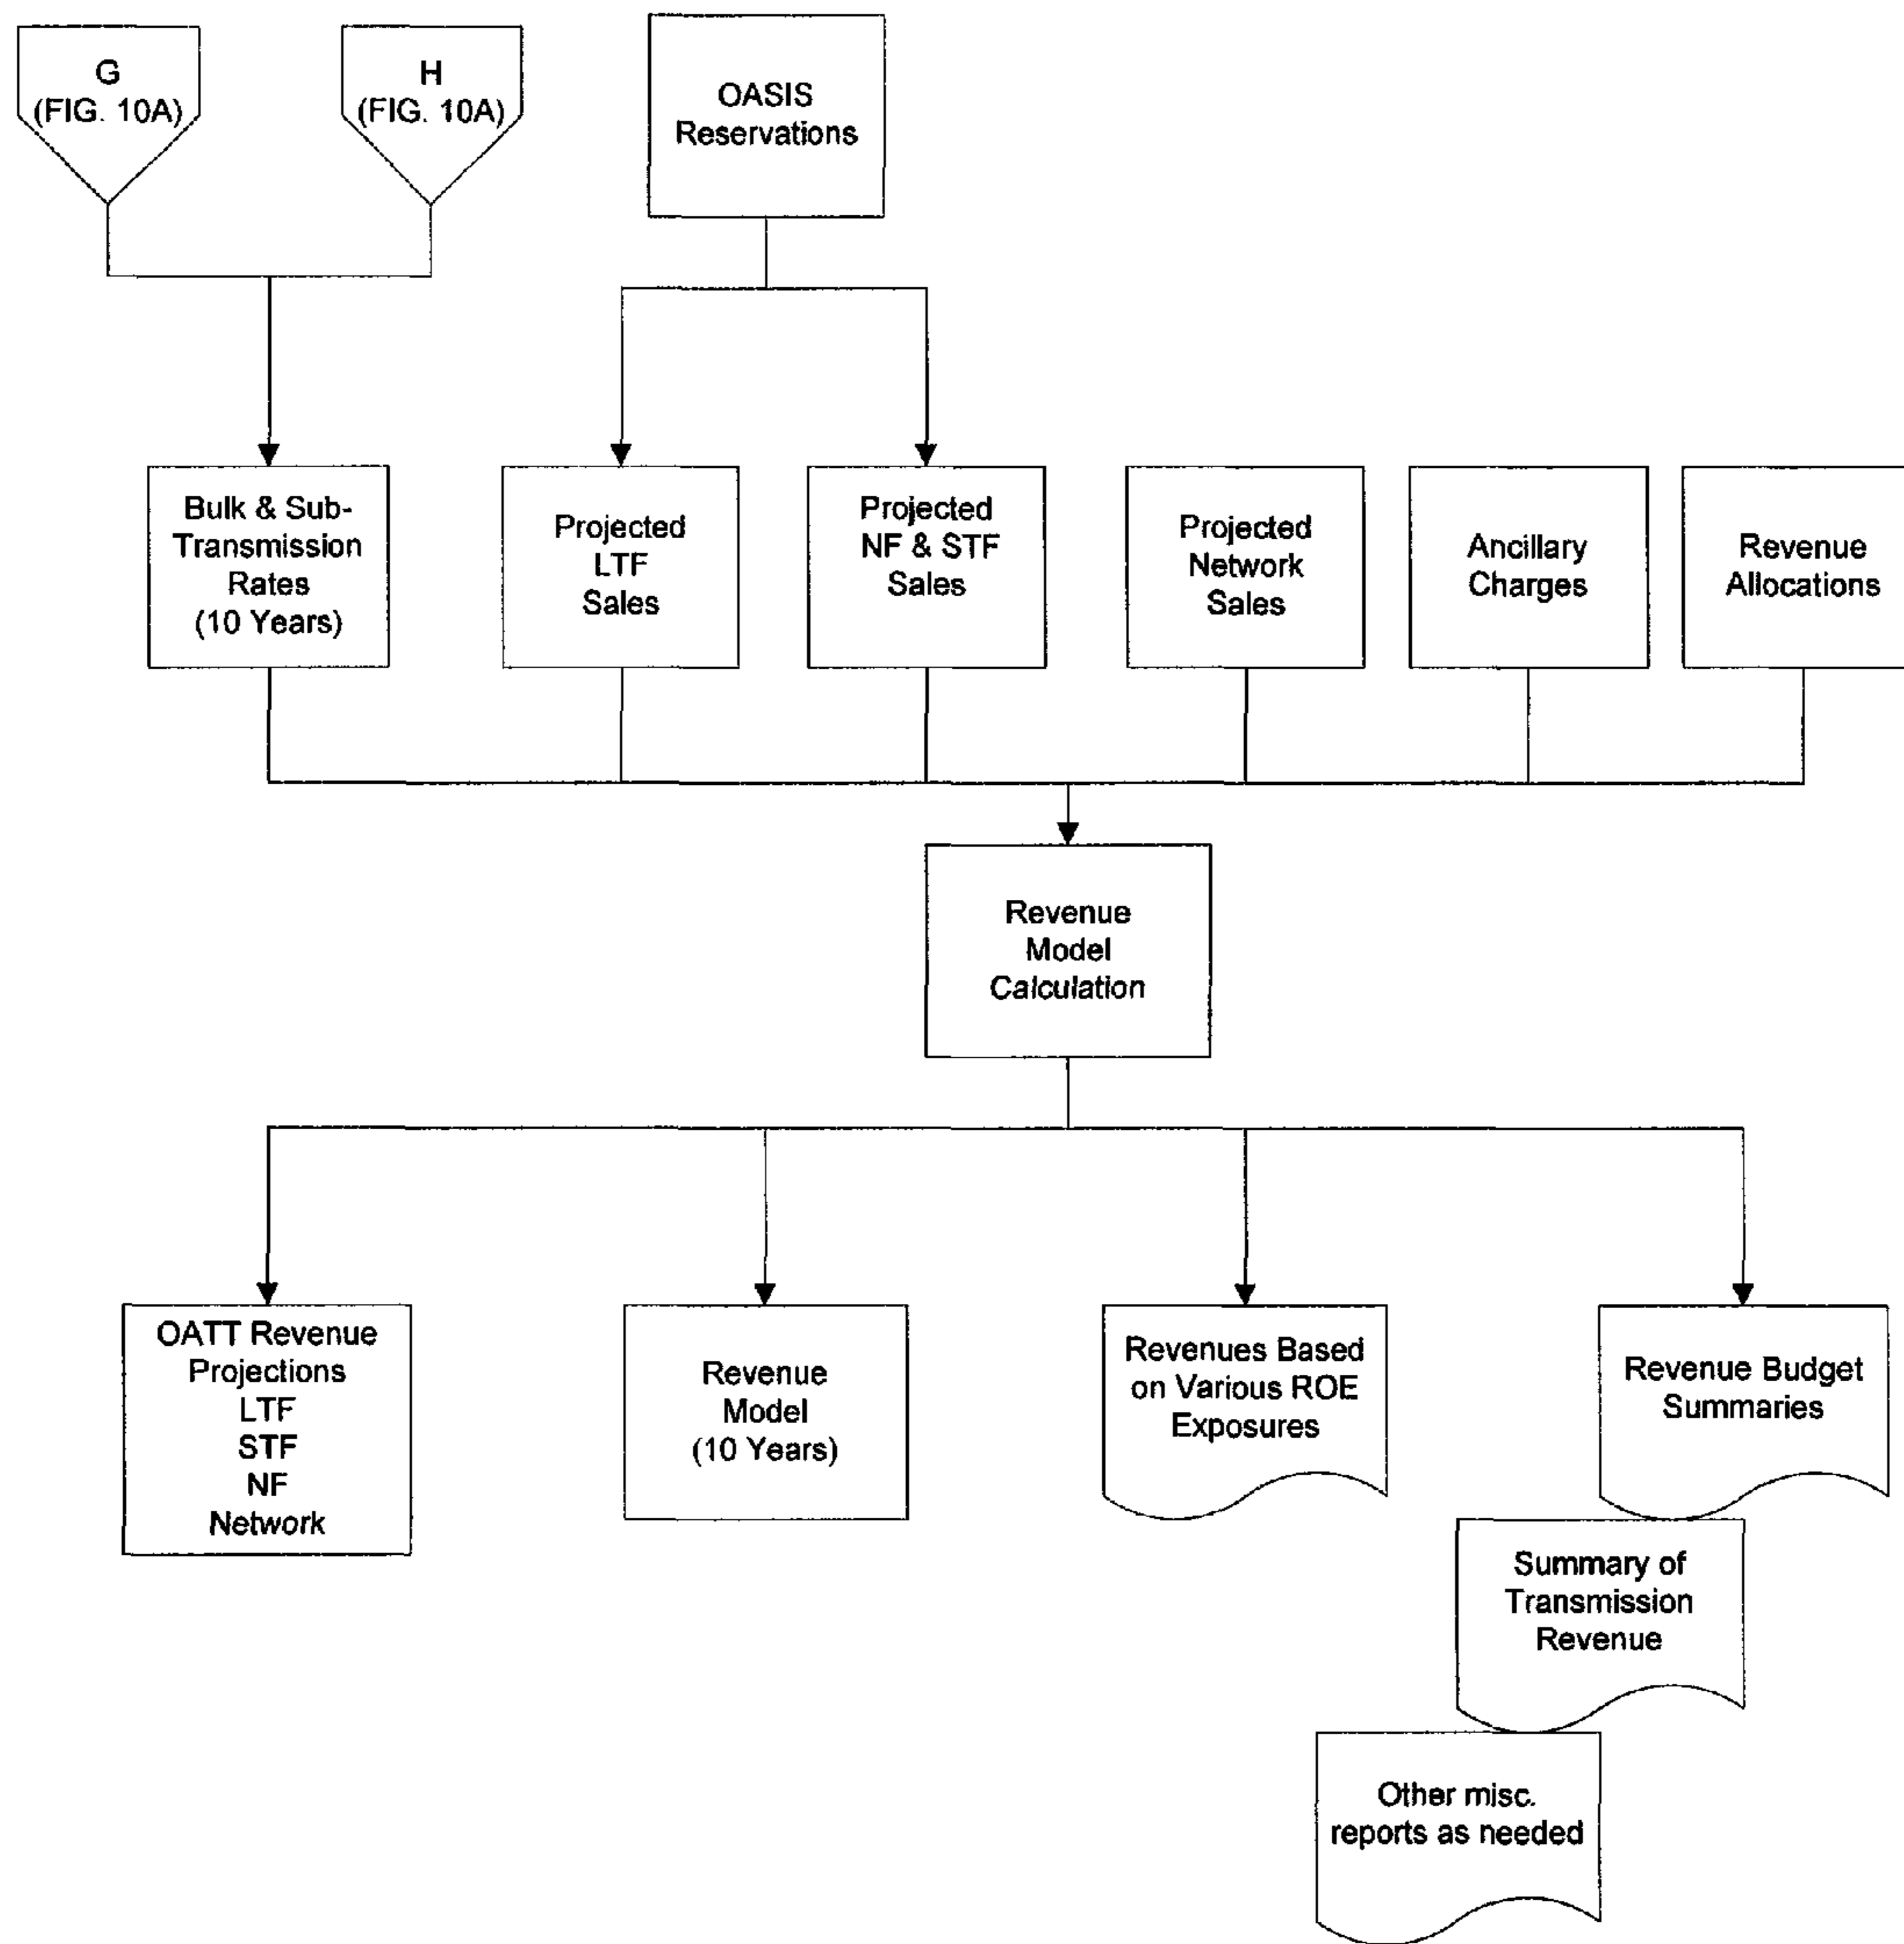 G
(FIG. 10A)
H
(FIG. 10A)
OASIS
Reservations
Bulk & Sub-
Transmission
Rates
(10 Years)
Projected
LTF
Sales
Projected
NF & STF
Sales
Projected
Network
Sales
Ancillary
Charges
Revenue
Allocations
Revenue
Model
Calculation
OATT Revenue
Projections
LTF
STF
NF
Network
Revenue
Model
(10 Years)
Revenues Based
on Various ROE
Exposures
Revenue Budget
Summaries
Summary of
Transmission
Revenue
Other misc.
reports as needed